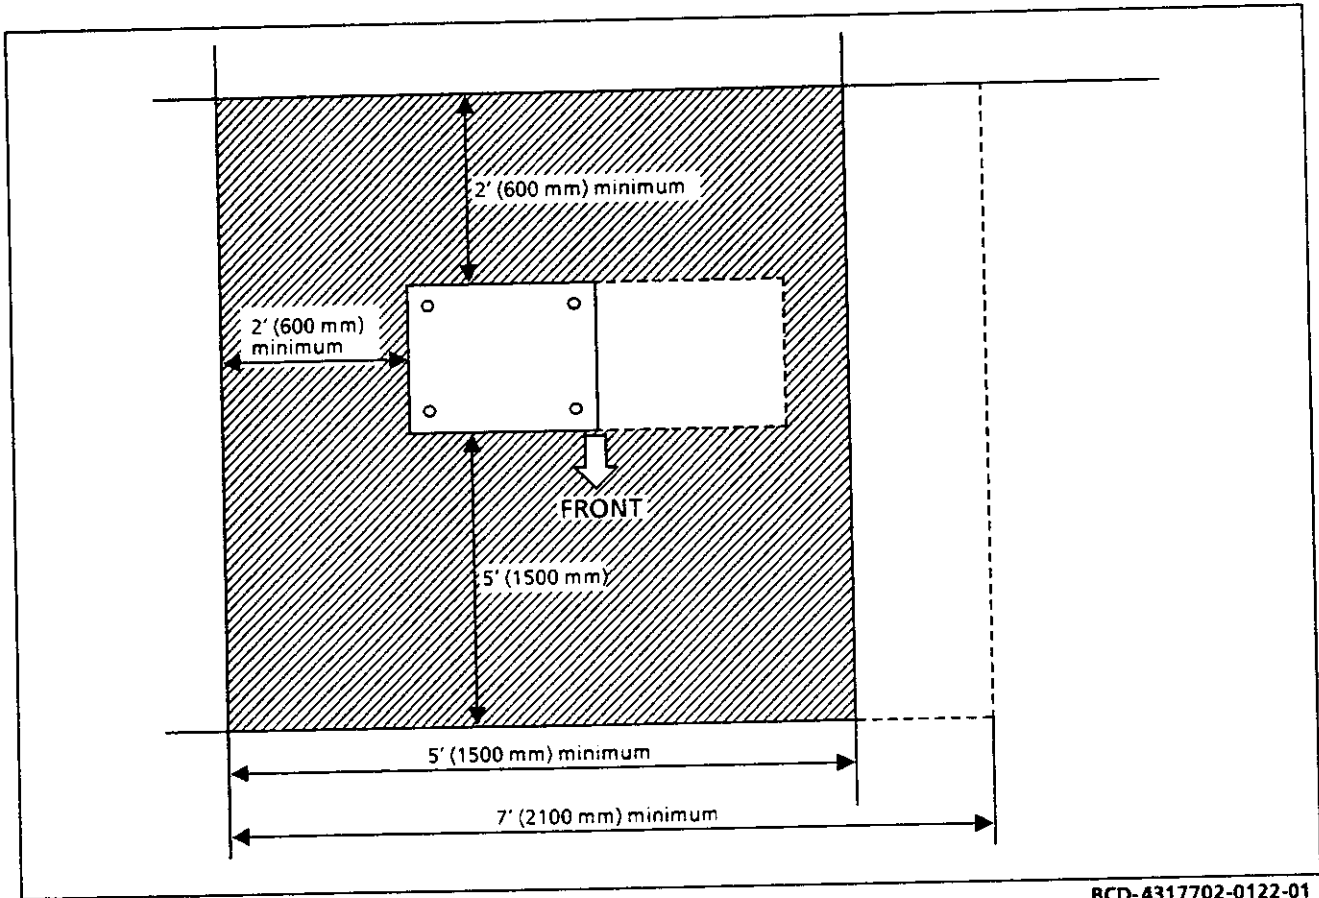 2′ (600 mm) minimum
2′ (600 mm)
minimum
FRONT
5′ (1500 mm)
5′ (1500 mm) minimum
7′ (2100 mm) minimum
BCD-4317702-0122-01